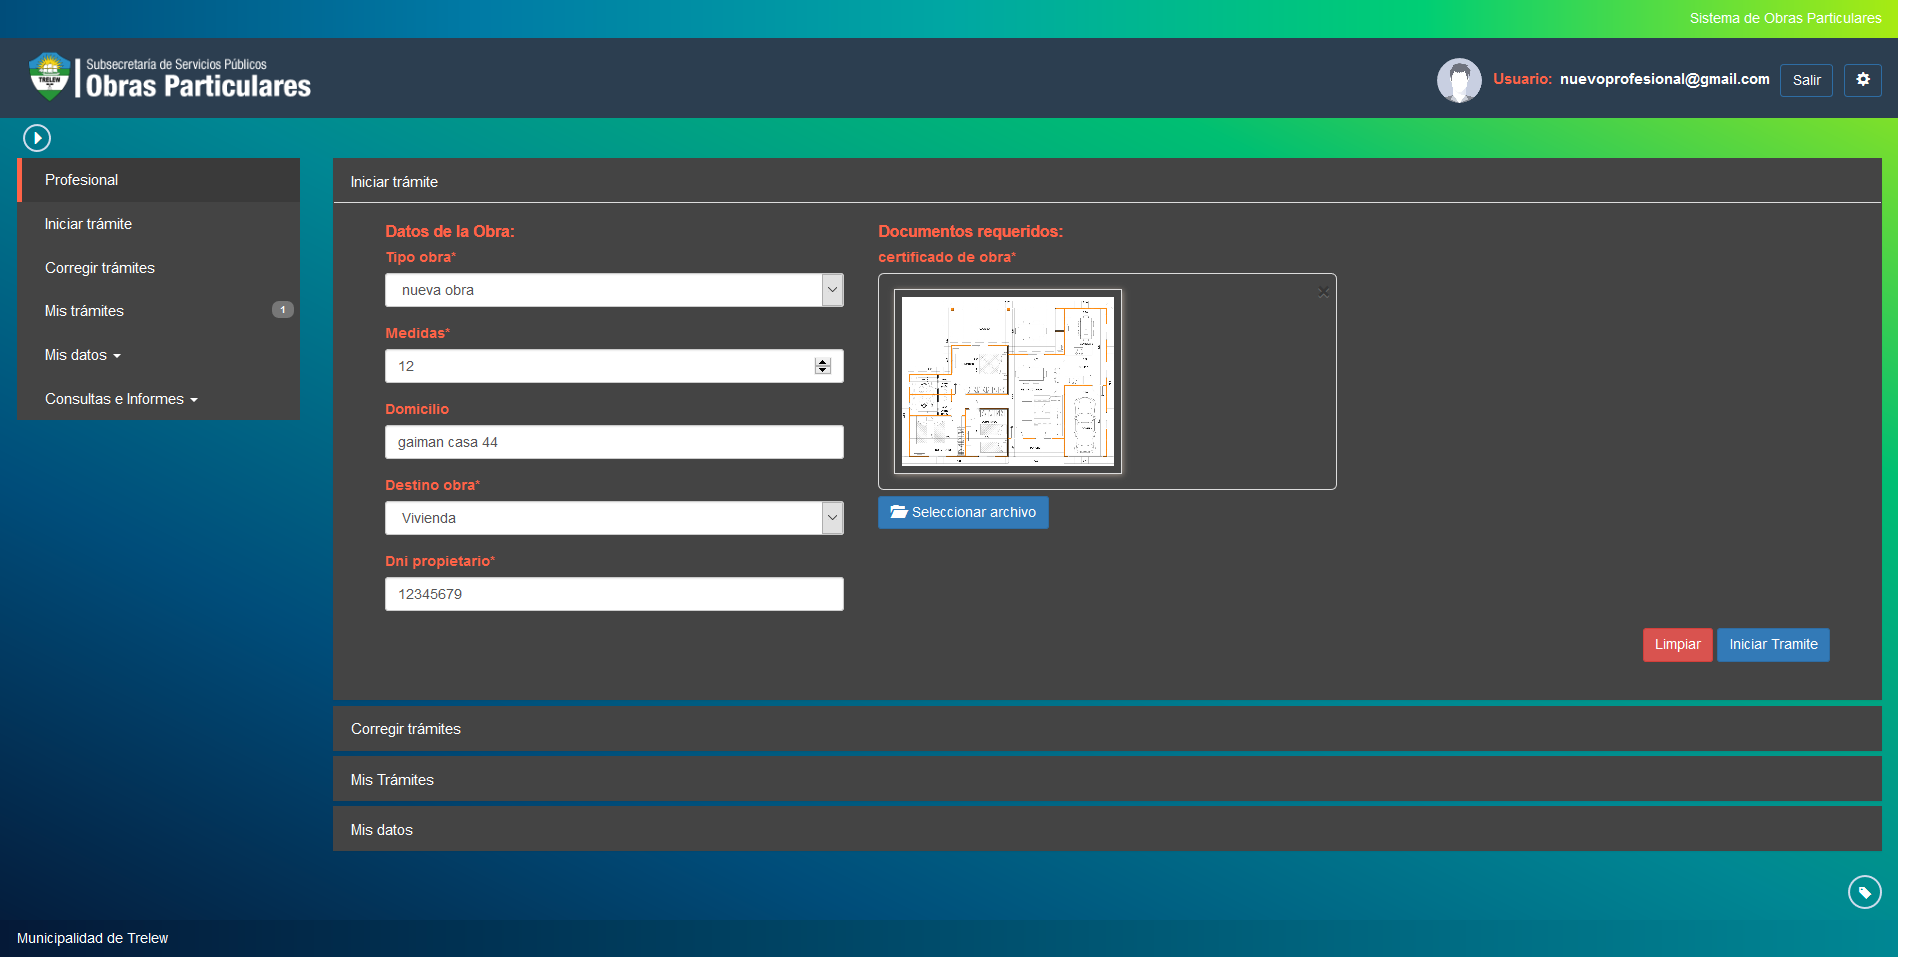 Sistema de Obras Particulares
TRELEW
Subsecretaría de Servicios Públicos
Obras Particulares
Usuario: nuevoprofesional@gmail.com
Salir
Profesional
Iniciar trámite
Corregir trámites
Mis trámites 1
Mis datos
Consultas e Informes
Iniciar trámite
Datos de la Obra:
Tipo obra*
nueva obra
Medidas*
12
Domicilio
gaiman casa 44
Destino obra*
Vivienda
Dni propietario*
12345679
Documentos requeridos:
certificado de obra*
Seleccionar archivo
Limpiar
Iniciar Tramite
Corregir trámites
Mis Trámites
Mis datos
Municipalidad de Trelew